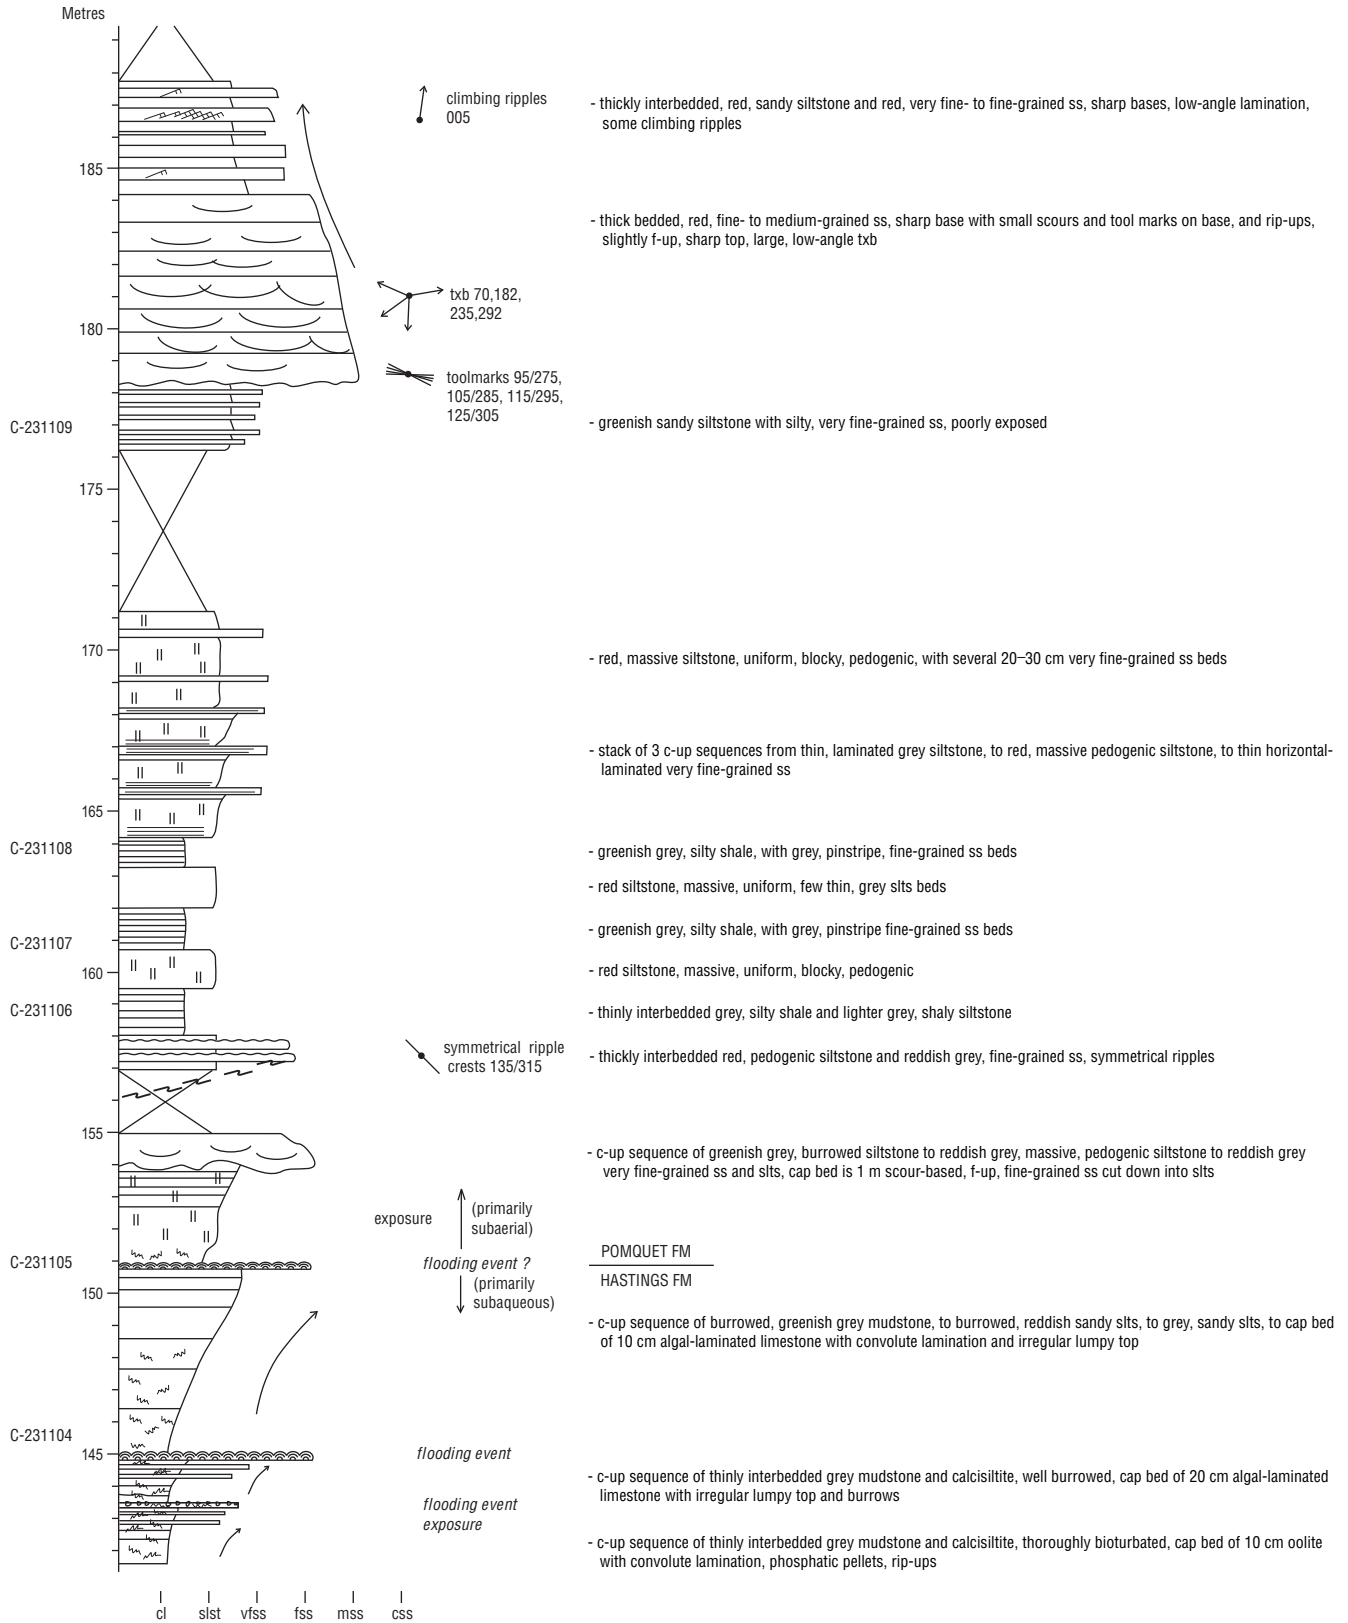 Metres
climbing ripples
005
- thickly interbedded, red, sandy siltstone and red, very fine- to fine-grained ss, sharp bases, low-angle lamination,
some climbing ripples
185
- thick bedded, red, fine- to medium-grained ss, sharp base with small scours and tool marks on base, and rip-ups,
slightly f-up, sharp top, large, low-angle txb
txb 70,182,
235,292
180
toolmarks 95/275,
105/285, 115/295,
125/305
C-231109
- greenish sandy siltstone with silty, very fine-grained ss, poorly exposed
175
170
- red, massive siltstone, uniform, blocky, pedogenic, with several 20–30 cm very fine-grained ss beds
- stack of 3 c-up sequences from thin, laminated grey siltstone, to red, massive pedogenic siltstone, to thin horizontal-
laminated very fine-grained ss
165
C-231108
- greenish grey, silty shale, with grey, pinstripe, fine-grained ss beds
- red siltstone, massive, uniform, few thin, grey slts beds
- greenish grey, silty shale, with grey, pinstripe fine-grained ss beds
C-231107
160
- red siltstone, massive, uniform, blocky, pedogenic
C-231106
- thinly interbedded grey, silty shale and lighter grey, shaly siltstone
symmetrical ripple
crests 135/315
- thickly interbedded red, pedogenic siltstone and reddish grey, fine-grained ss, symmetrical ripples
155
- c-up sequence of greenish grey, burrowed siltstone to reddish grey, massive, pedogenic siltstone to reddish grey
very fine-grained ss and slts, cap bed is 1 m scour-based, f-up, fine-grained ss cut down into slts
exposure
(primarily
subaerial)
C-231105
flooding event ?
POMQUET FM
HASTINGS FM
(primarily
subaqueous)
150
- c-up sequence of burrowed, greenish grey mudstone, to burrowed, reddish sandy slts, to grey, sandy slts, to cap bed
of 10 cm algal-laminated limestone with convolute lamination and irregular lumpy top
C-231104
145
flooding event
- c-up sequence of thinly interbedded grey mudstone and calcisiltite, well burrowed, cap bed of 20 cm algal-laminated
limestone with irregular lumpy top and burrows
flooding event
exposure
- c-up sequence of thinly interbedded grey mudstone and calcisiltite, thoroughly bioturbated, cap bed of 10 cm oolite
with convolute lamination, phosphatic pellets, rip-ups
cl slst vfss fss mss css